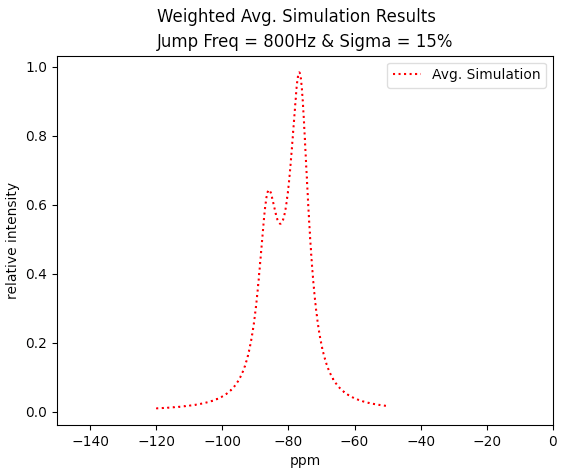 Weighted Avg. Simulation Results
Jump Freq = 800Hz & Sigma = 15%
Avg. Simulation
relative intensity
1.0
0.8
0.6
0.4
0.2
0.0
−140 −120 −100 −80 −60 −40 −20 0
ppm